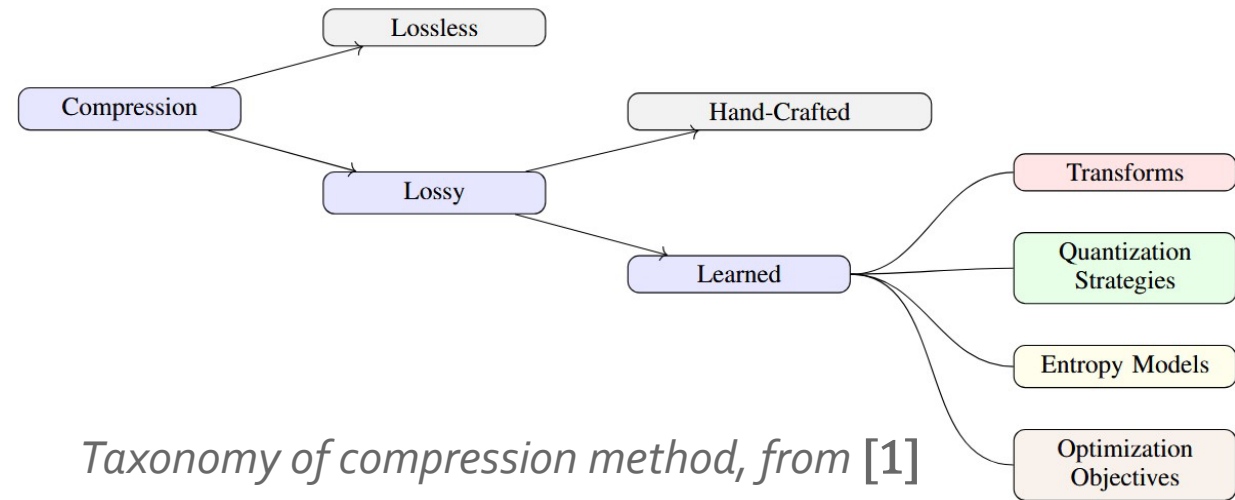 Lossless
Compression
Hand-Crafted
Lossy
Transforms
Quantization
Strategies
Learned
Entropy Models
Optimization
Objectives
Taxonomy of compression method, from [1]